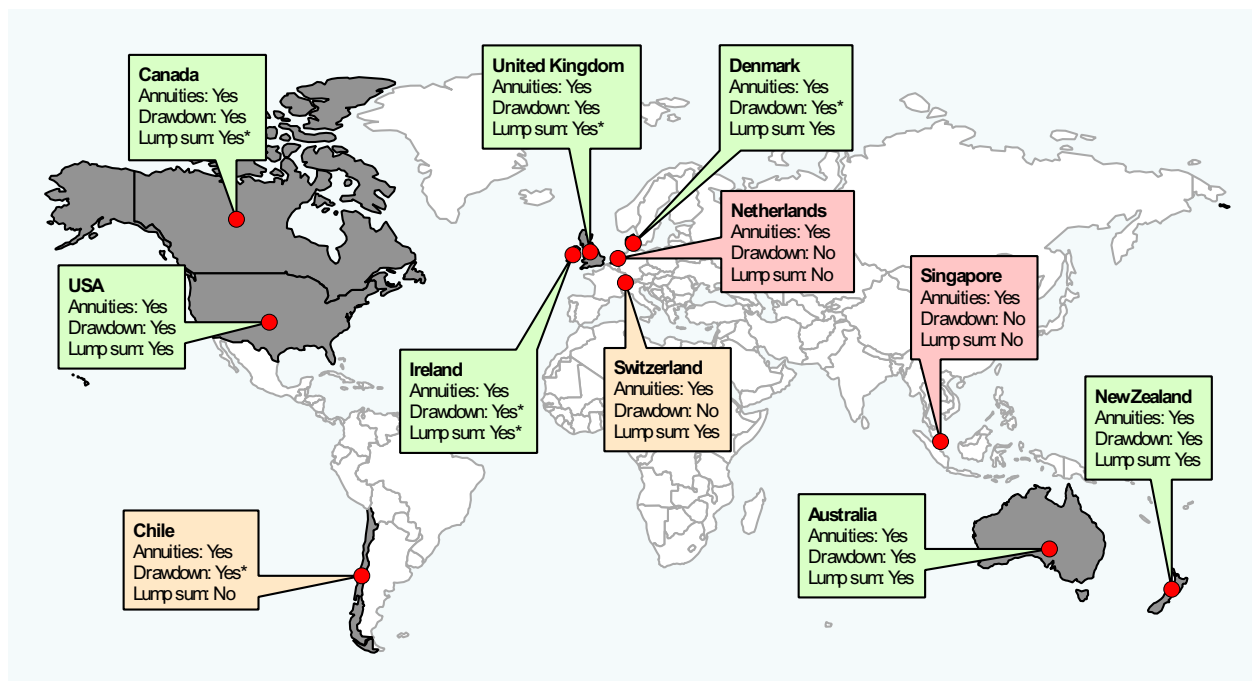 Canada
Annuities: Yes
Drawdown: Yes
Lump sum: Yes*
United Kingdom
Annuities: Yes
Drawdown: Yes
Lump sum: Yes*
Denmark
Annuities: Yes
Drawdown: Yes*
Lump sum: Yes
Netherlands
Annuities: Yes
Drawdown: No
Lump sum: No
USA
Annuities: Yes
Drawdown: Yes
Lump sum: Yes
Singapore
Annuities: Yes
Drawdown: No
Lump sum: No
Ireland
Annuities: Yes
Drawdown: Yes*
Lump sum: Yes*
Switzerland
Annuities: Yes
Drawdown: No
Lump sum: Yes
New Zealand
Annuities: Yes
Drawdown: Yes
Lump sum: Yes
Chile
Annuities: Yes
Drawdown: Yes*
Lump sum: No
Australia
Annuities: Yes
Drawdown: Yes
Lump sum: Yes